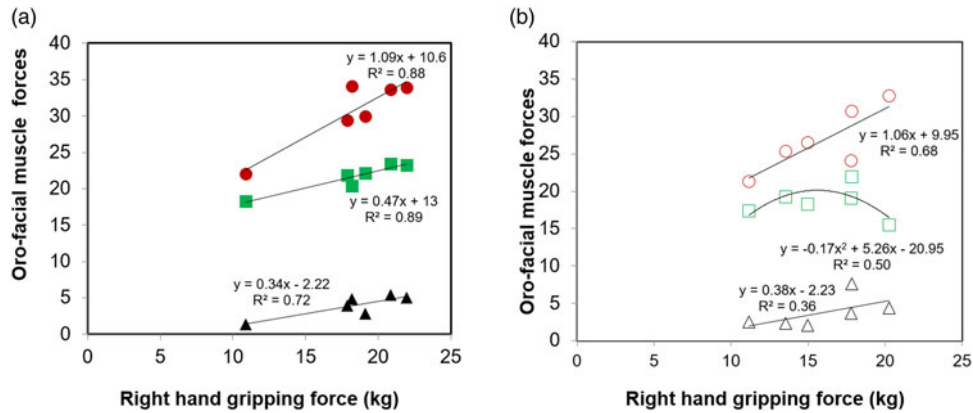 (a)
Oro-facial muscle forces
40
35
30
25
20
15
10
5
0
y = 1.09x + 10.6
R² = 0.88
y = 0.47x + 13
R² = 0.89
y = 0.34x - 2.22
R² = 0.72
0 5 10 15 20 25
Right hand gripping force (kg)
(b)
Oro-facial muscle forces
40
35
30
25
20
15
10
5
0
y = 1.06x + 9.95
R² = 0.68
y = -0.17x² + 5.26x - 20.95
R² = 0.50
y = 0.38x - 2.23
R² = 0.36
0 5 10 15 20 25
Right hand gripping force (kg)